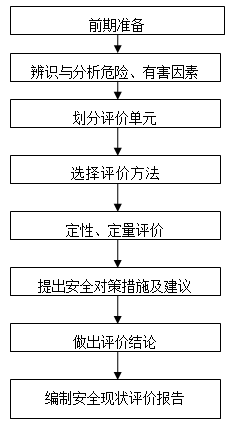 前期准备
辨识与分析危险、有害因素
划分评价单元
选择评价方法
定性、定量评价
提出安全对策措施及建议
做出评价结论
编制安全现状评价报告